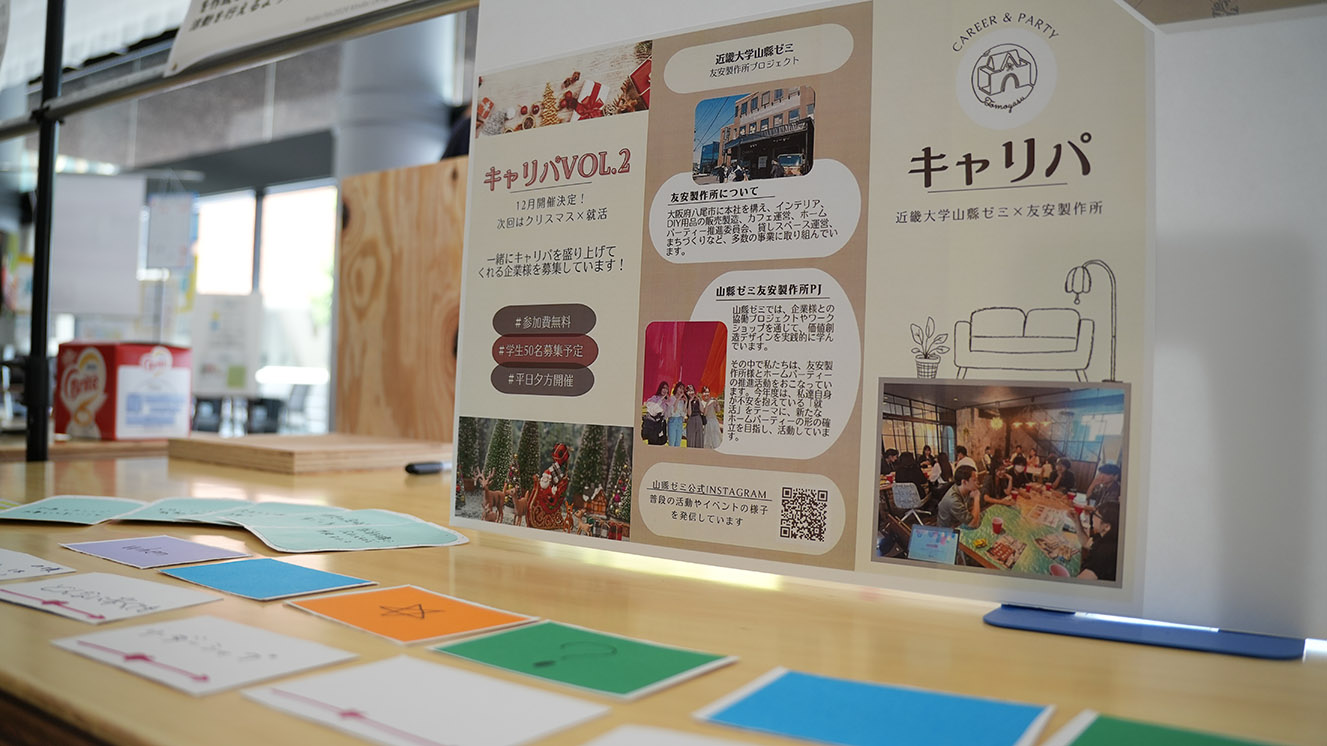 キャリパVOL.2
12月開催決定！
次回はクリスマス×就活
一緒にキャリパを盛り上げて
くれる企業様を募集しています！
#参加費無料
#学生50名募集予定
#平日夕方開催
近畿大学山縣ゼミ
友安製作所プロジェクト
友安製作所について
大阪府八尾市に本社を構え、インテリア、
DIY用品の販売製造、カフェ運営、ホーム
パーティー推進委員会、貸しスペース運営、
まちづくりなど、多数の事業に取り組んでい
ます。
山縣ゼミ友安製作所PJ
山縣ゼミでは、企業様との
協働プロジェクトやワーク
ショップを通じて、価値創
造デザインを実践的に学ん
でいます。
その中で私たちは、友安製
作所様とホームパーティー
の推進活動をおこなってい
ます。今年度は、私達自身
が不安を抱えている「就
活」をテーマに、新たな
ホームパーティーの形の確
立を目指し、活動していま
す。
山縣ゼミ公式INSTAGRAM
普段の活動やイベントの様子
を発信しています
CAREER & PARTY
Tomoyasu
キャリパ
近畿大学山縣ゼミ×友安製作所
Brite
?